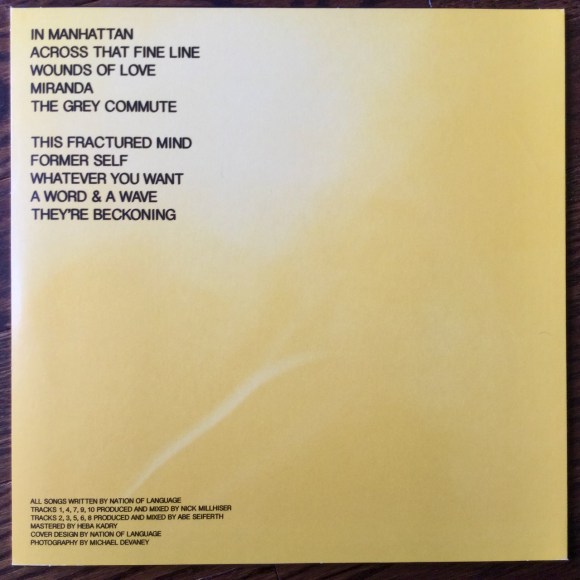 IN MANHATTAN
ACROSS THAT FINE LINE
WOUNDS OF LOVE
MIRANDA
THE GREY COMMUTE
THIS FRACTURED MIND
FORMER SELF
WHATEVER YOU WANT
A WORD & A WAVE
THEY'RE BECKONING
ALL SONGS WRITTEN BY NATION OF LANGUAGE
TRACKS 1, 4, 7, 9, 10 PRODUCED AND MIXED BY NICK MILLHISER
TRACKS 2, 3, 5, 6, 8 PRODUCED AND MIXED BY ABE SEIFERTH
MASTERED BY HEBA KADRY
COVER DESIGN BY NATION OF LANGUAGE
PHOTOGRAPHY BY MICHAEL DEVANEY